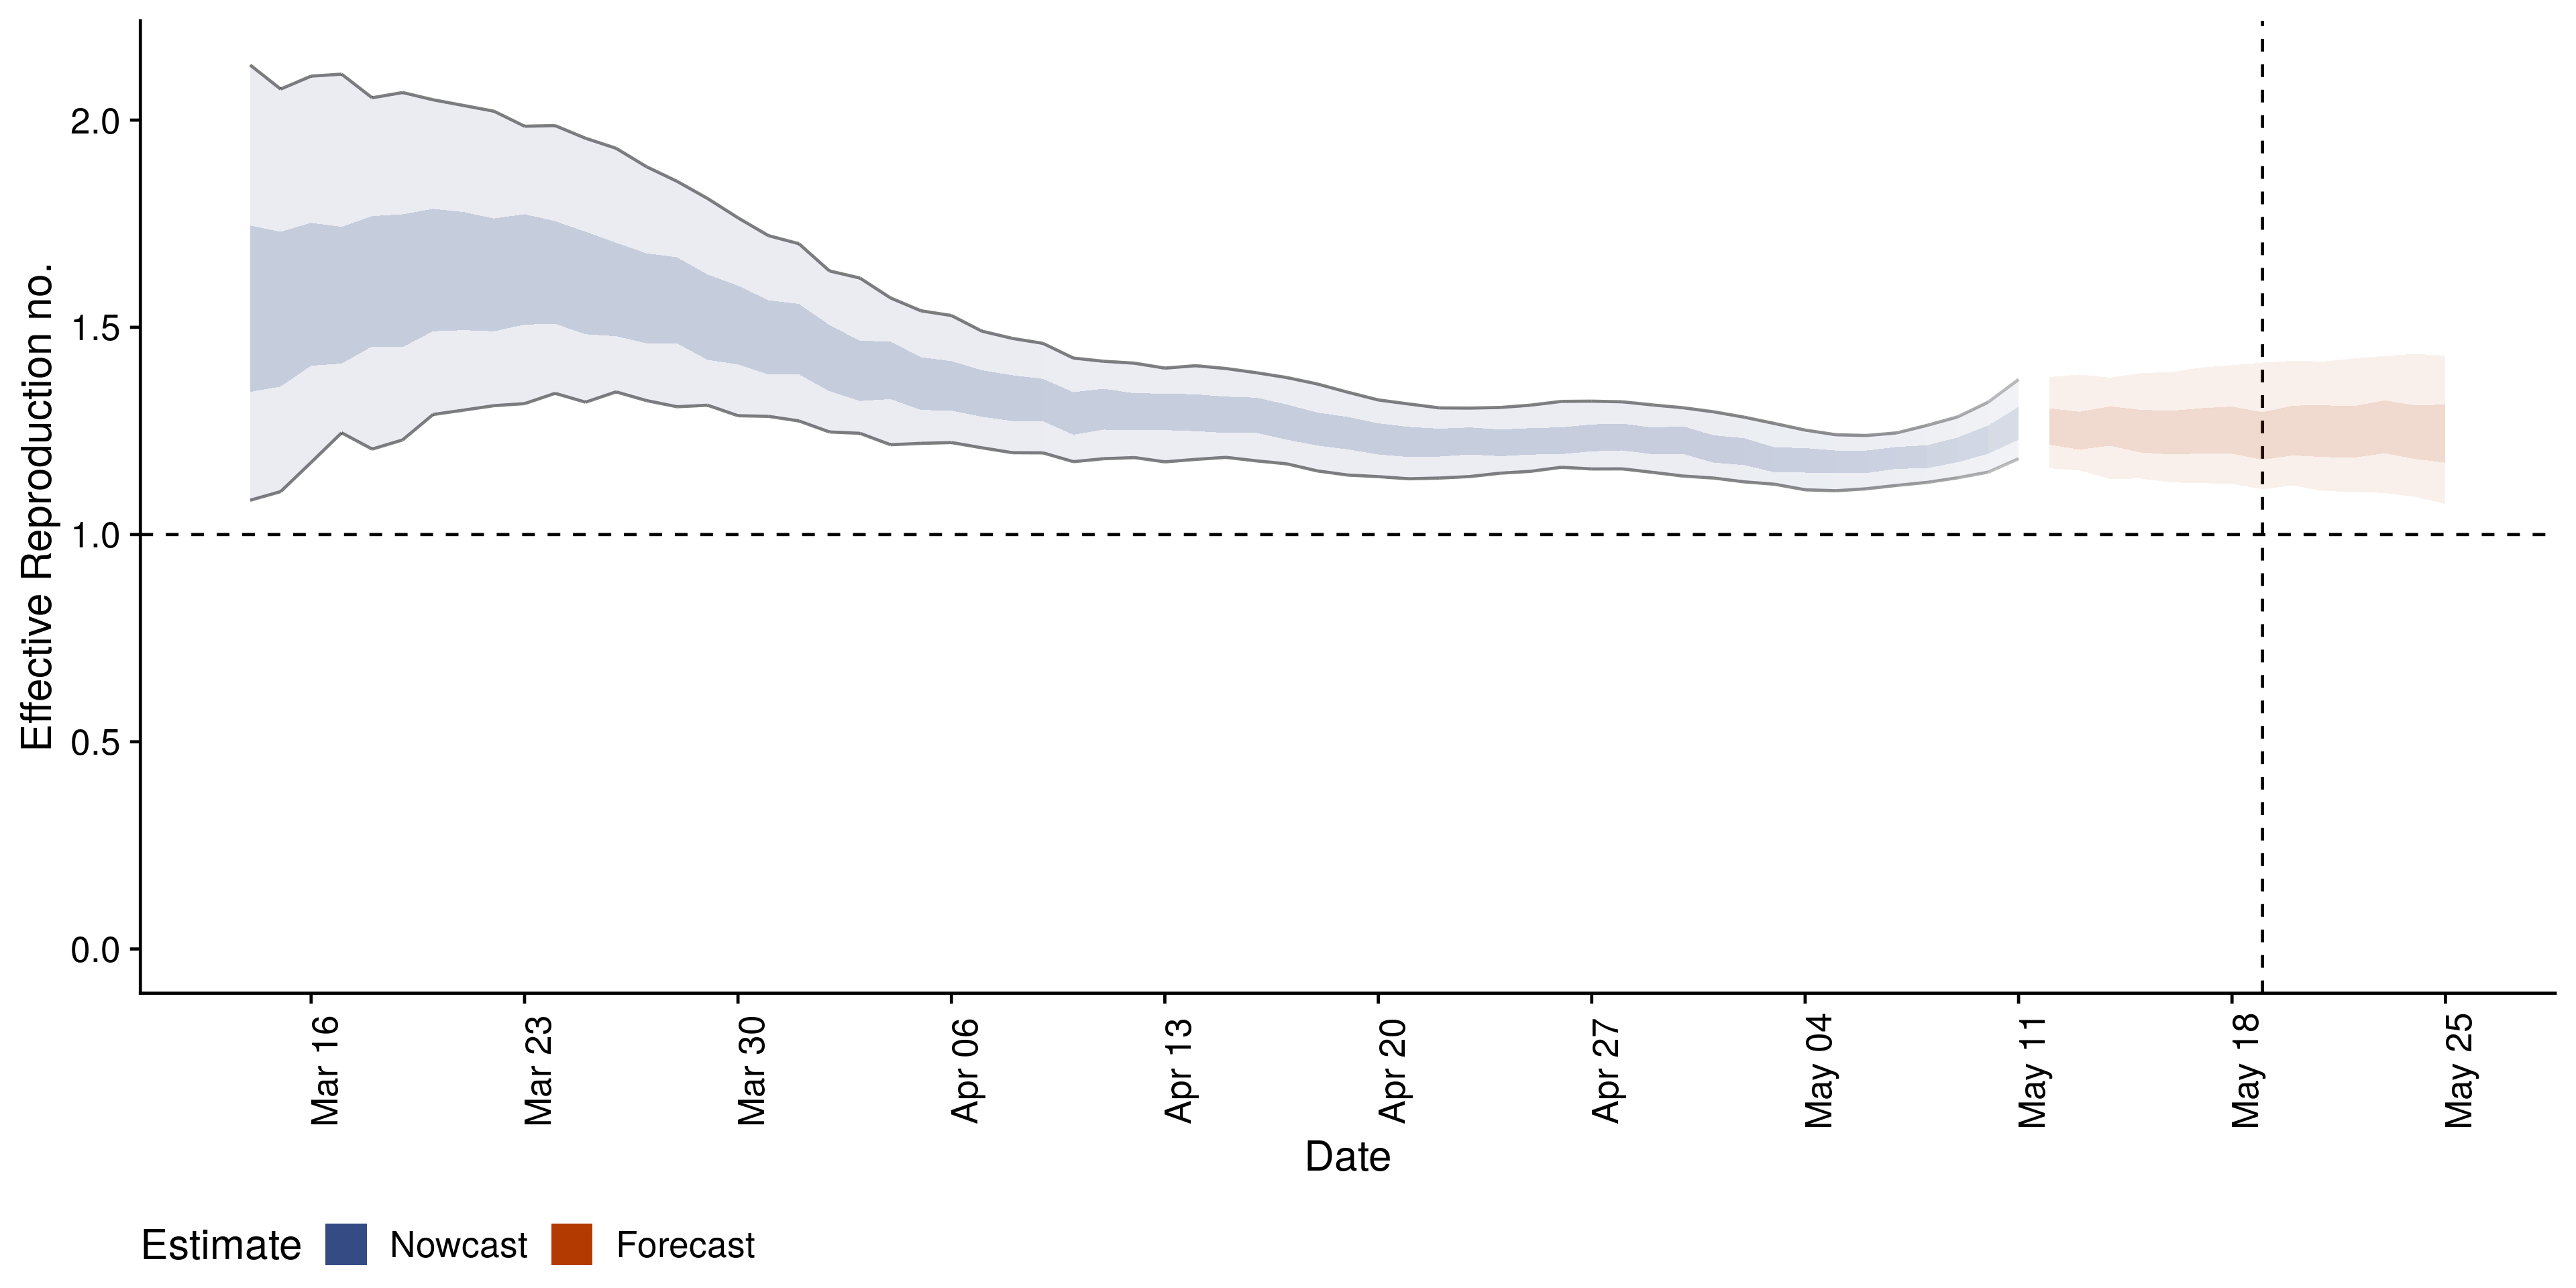 Effective Reproduction no.
2.0
1.5
1.0
0.5
0.0
Mar 16
Mar 23
Mar 30
Apr 06
Apr 13
Apr 20
Apr 27
May 04
May 11
May 18
May 25
Date
Estimate Nowcast Forecast